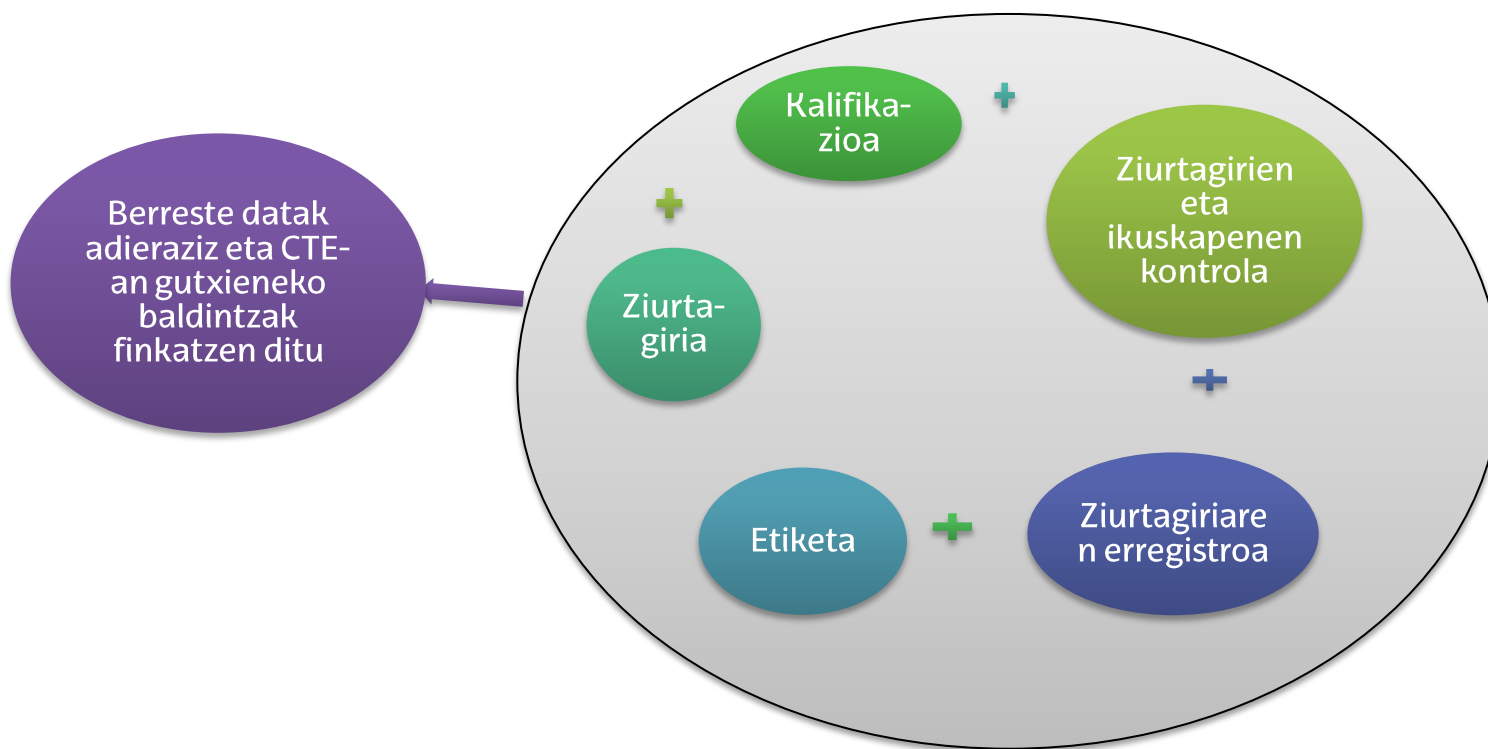 Berreste datak
adieraziz eta CTE-
an gutxieneko
baldintzak
finkatzen ditu
Kalifika-
zioa
Ziurtagirien
eta
ikuskapenen
kontrola
Ziurta-
giria
Etiketa
Ziurtagiriare
n erregistroa